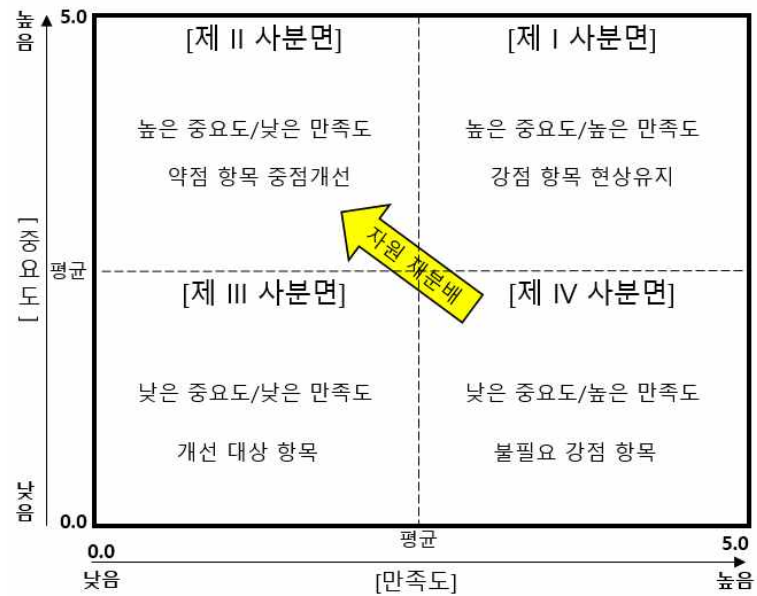 높음
5.0
[제 II 사분면]
[제 I 사분면]
높은 중요도/낮은 만족도
높은 중요도/높은 만족도
약점 항목 중점개선
강점 항목 현상유지
자원 재분배
[중요도]
평균
[제 III 사분면]
[제 IV 사분면]
낮은 중요도/낮은 만족도
낮은 중요도/높은 만족도
개선 대상 항목
불필요 강점 항목
낮음
0.0
0.0
평균
5.0
낮음
[만족도]
높음